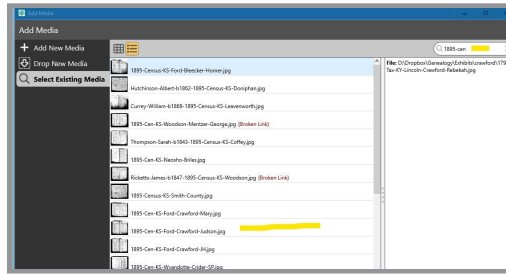 Add Media
Add Media
Add New Media
Drop New Media
Select Existing Media
1895-cen
1895-Census-KS-Ford-Bleecker-Homer.jpg
Hutchinson-Albert-b1862-1895-Census-KS-Doniphan.jpg
Currey-William-b1868-1895-Census-KS-Leavenworth.jpg
1895-Cen-KS-Woodson-Mentzer-George.jpg (Broken Link)
Thompson-Sarah-b1843-1895-Census-KS-Coffey.jpg
1895-Cen-KS-Neosho-Briles.jpg
Ricketts-James-b1847-1895-Census-KS-Woodson.jpg (Broken Link)
1895-Census-KS-Smith-County.jpg
1895-Cen-KS-Ford-Crawford-Mary.jpg
1895-Cen-KS-Ford-Crawford-Judson.jpg
1895-Cen-KS-Ford-Crawford-JH.jpg
1895-Cen-KS-Wyandotte-Crider-SP.jpg
File: D:\Dropbox\Genealogy\Exhibits\crawford\179
Tax-KY-Lincoln-Crawford-Rebekah.jpg